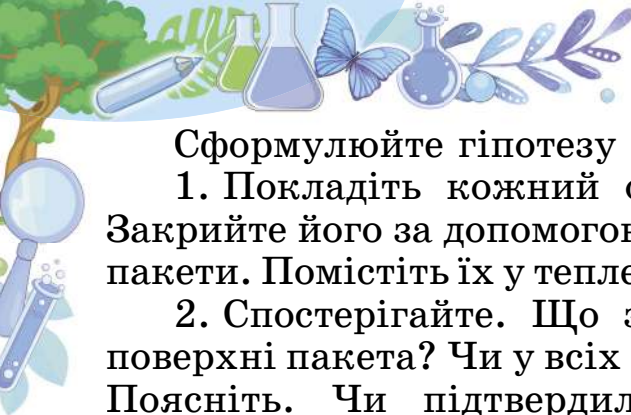 Сформулюйте гіпотезу
1. Покладіть кожний
Закрийте його за допомогою
пакети. Помістіть їх у тепле
2. Спостерігайте. Що
поверхні пакета? Чи у всіх
Поясніть. Чи